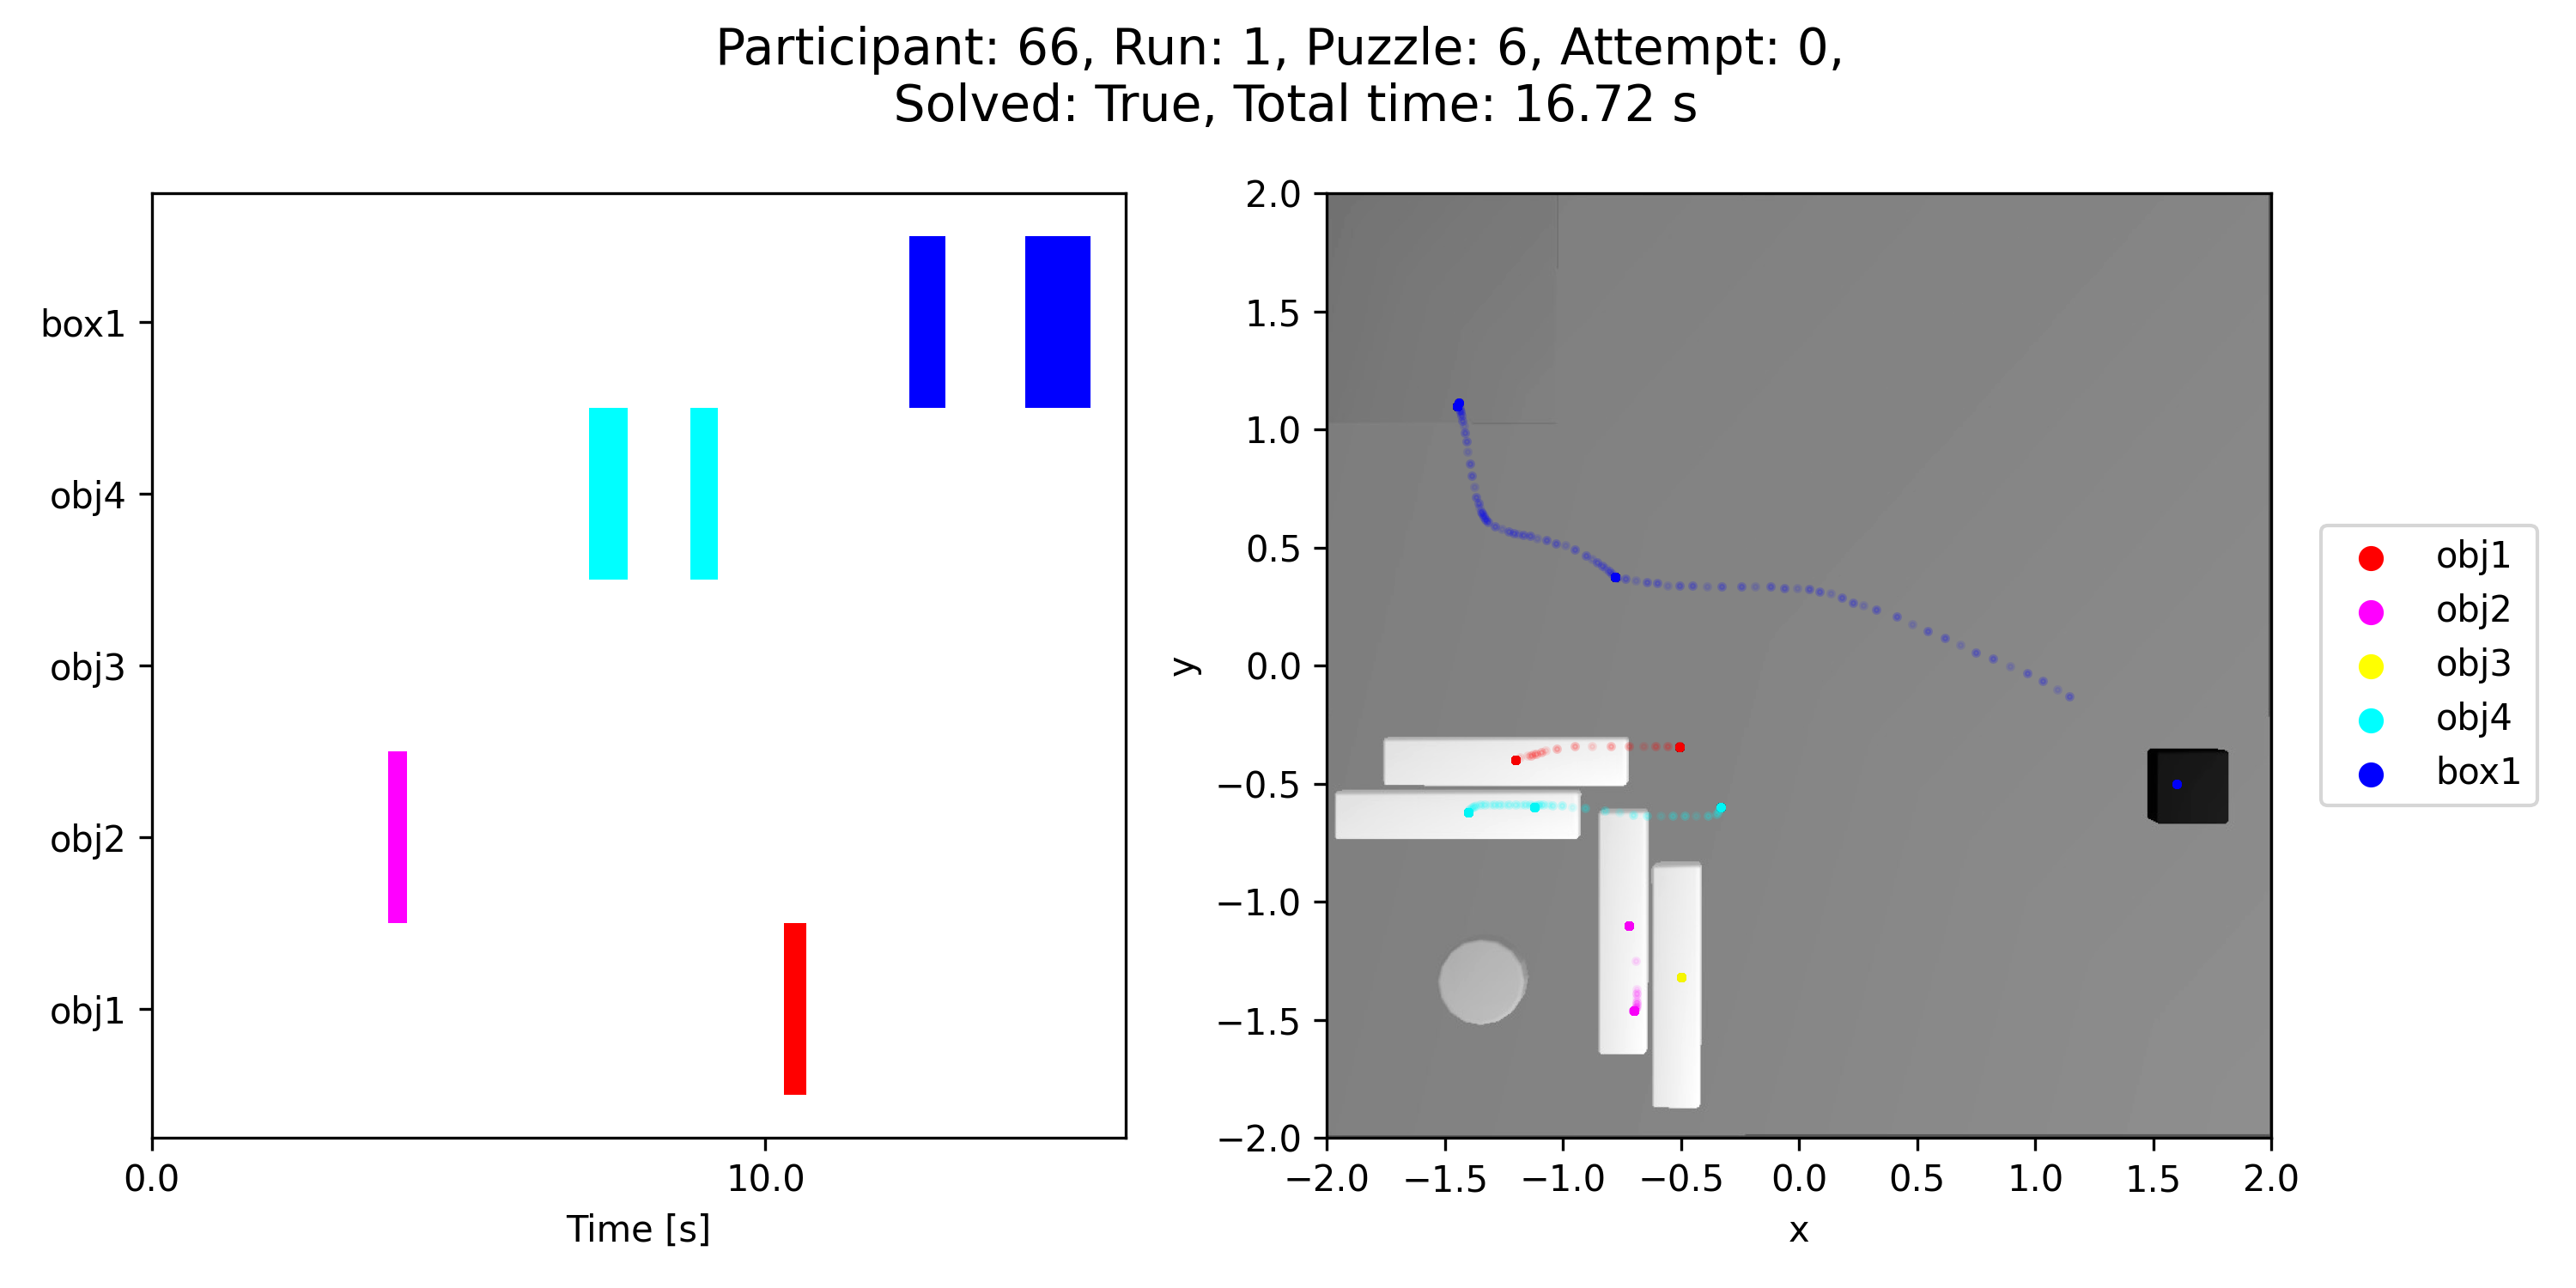 Participant: 66, Run: 1, Puzzle: 6, Attempt: 0,
Solved: True, Total time: 16.72 s
box1
obj4
obj3
obj2
obj1
0.0
10.0
Time [s]
2.0
1.5
1.0
0.5
0.0
−0.5
−1.0
−1.5
−2.0
y
−2.0
−1.5
−1.0
−0.5
0.0
0.5
1.0
1.5
2.0
x
obj1
obj2
obj3
obj4
box1